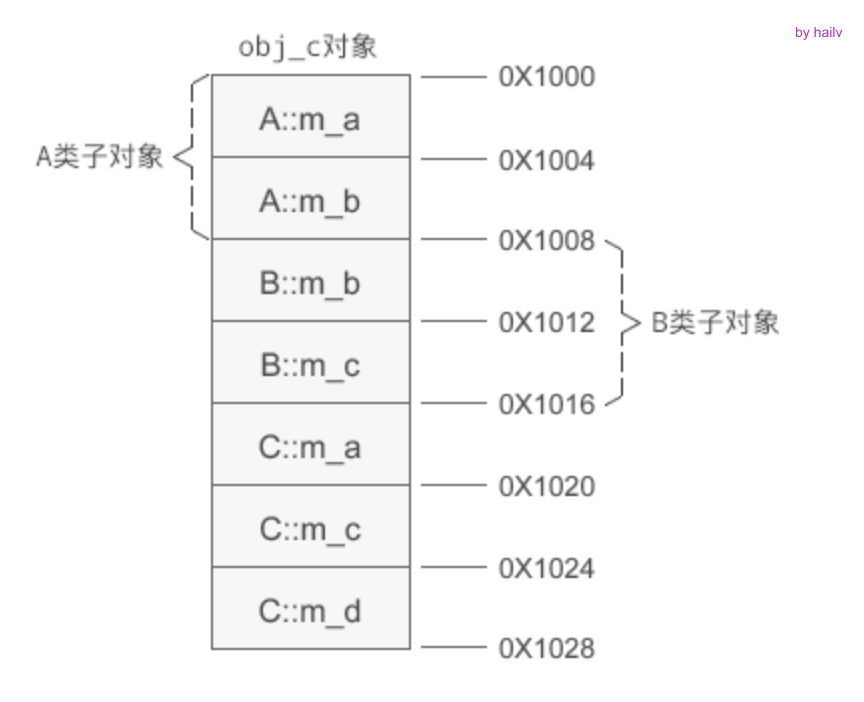 by hailv
obj_c对象
0X1000
A::m_a
A类子对象
0X1004
A::m_b
0X1008
B::m_b
0X1012
B类子对象
B::m_c
0X1016
C::m_a
0X1020
C::m_c
0X1024
C::m_d
0X1028